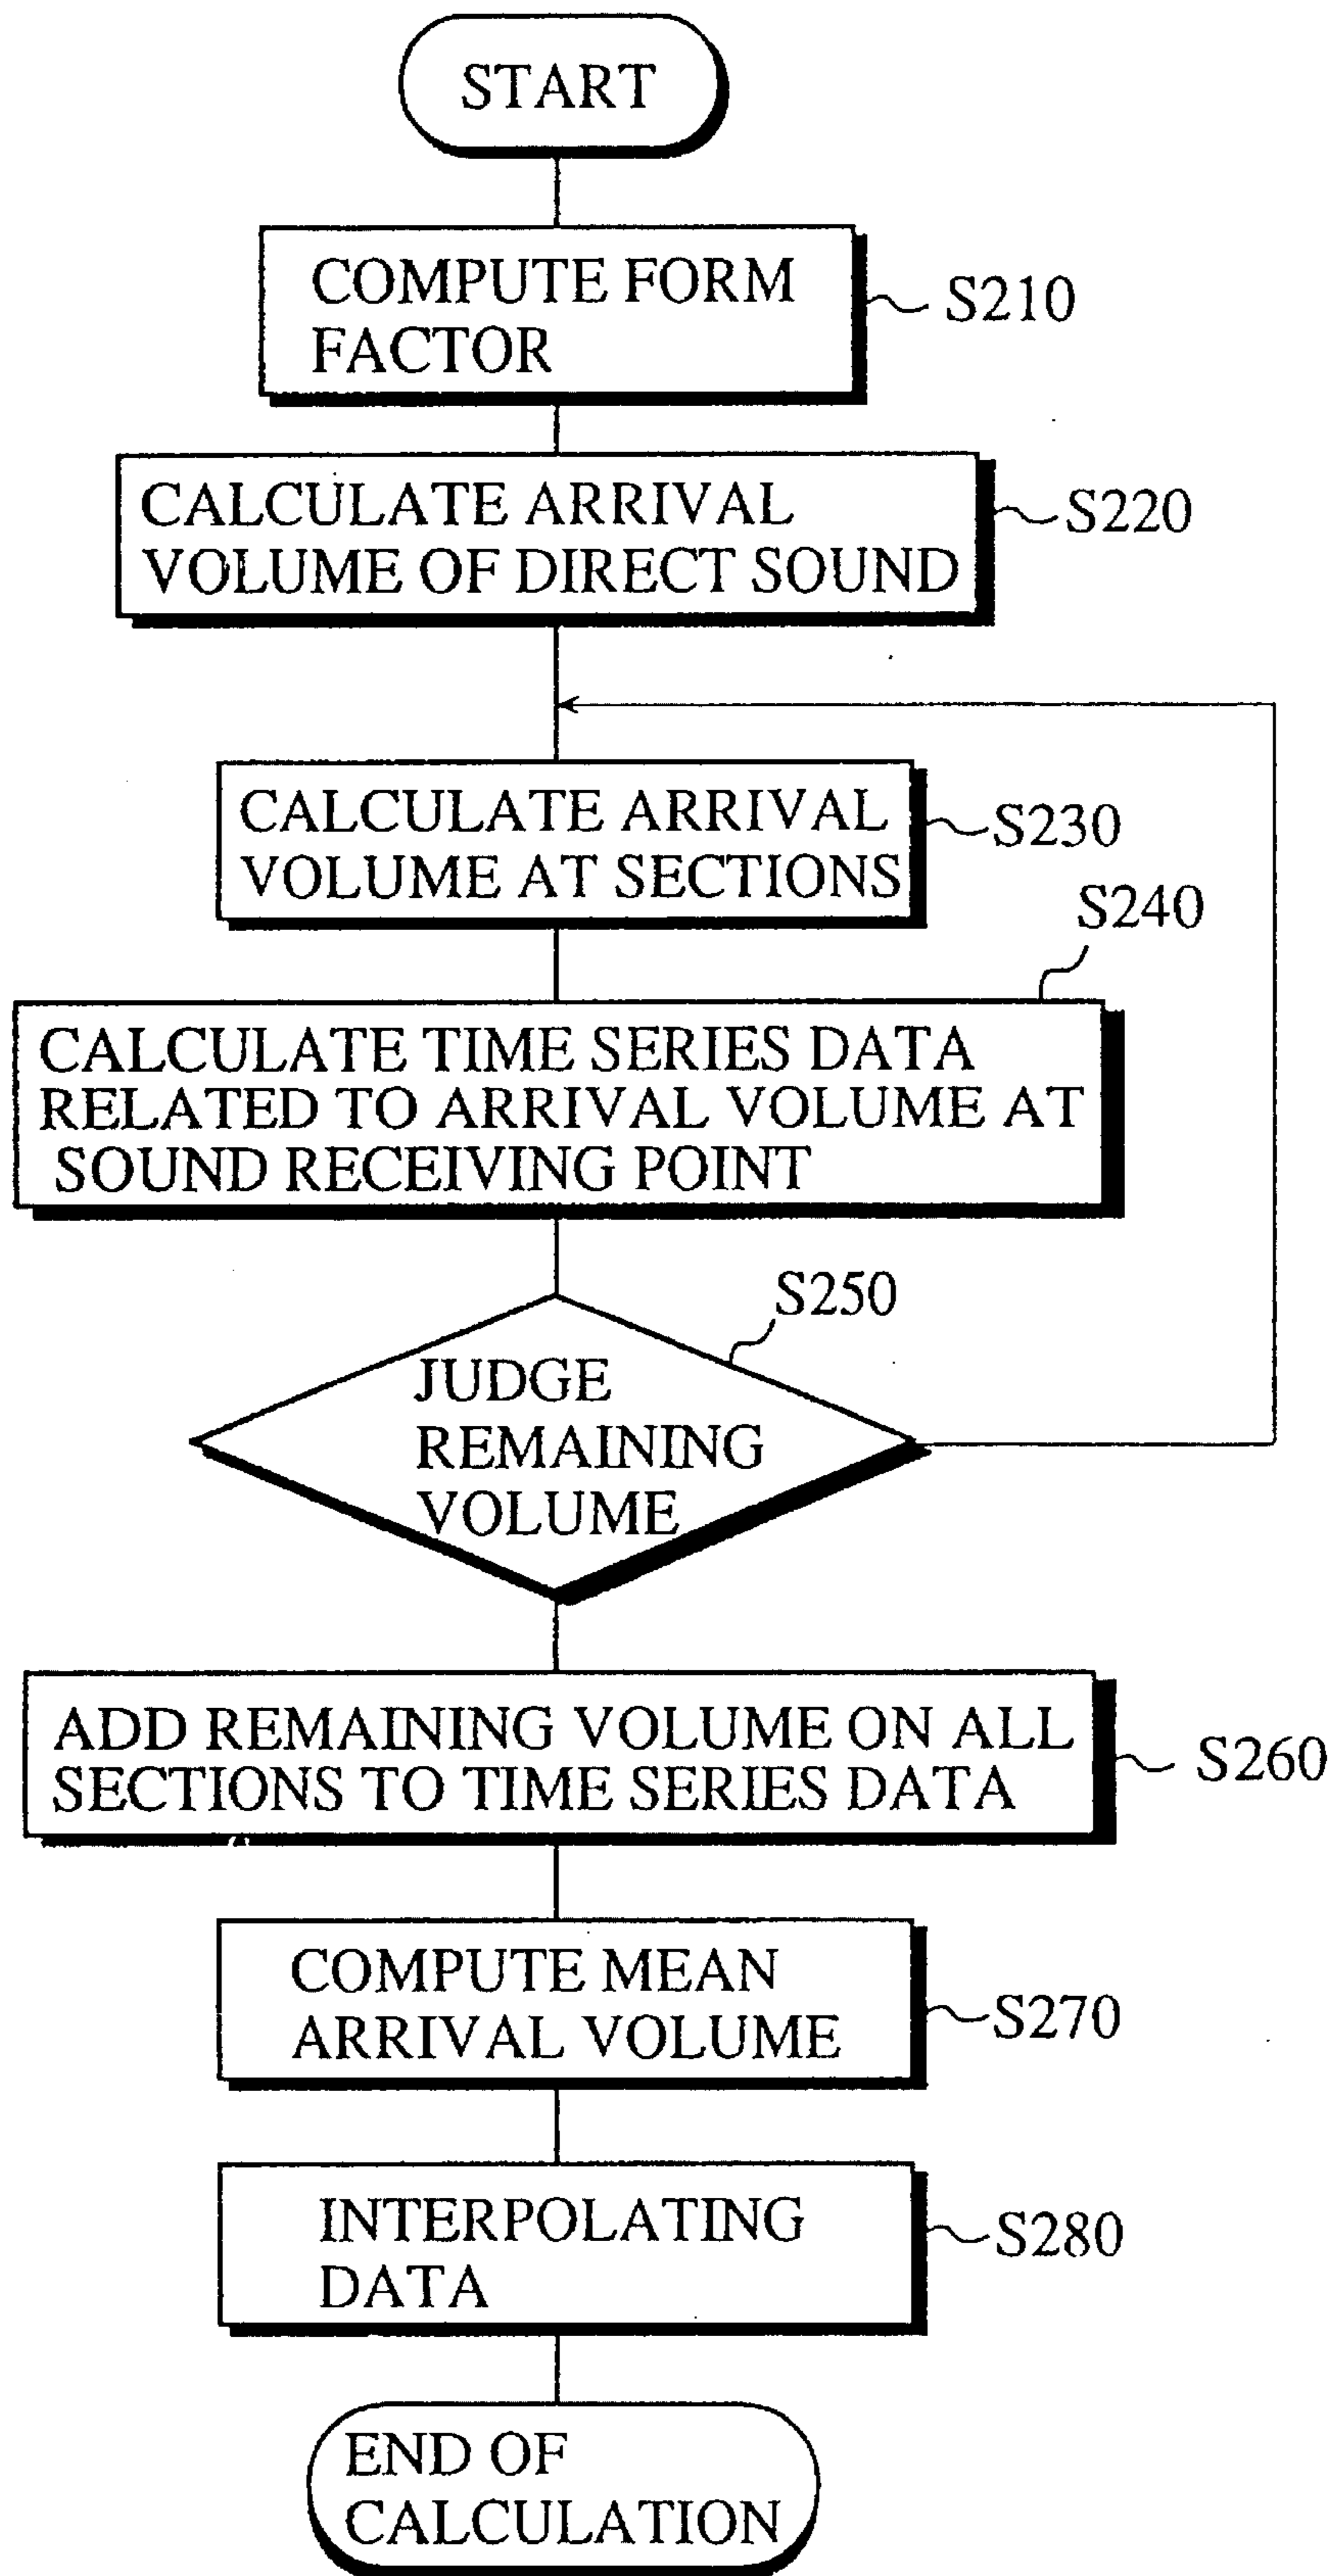 START
COMPUTE FORM
FACTOR
S210
CALCULATE ARRIVAL
VOLUME OF DIRECT SOUND
S220
CALCULATE ARRIVAL
VOLUME AT SECTIONS
S230
S240
CALCULATE TIME SERIES DATA
RELATED TO ARRIVAL VOLUME AT
SOUND RECEIVING POINT
S250
JUDGE
REMAINING
VOLUME
ADD REMAINING VOLUME ON ALL
SECTIONS TO TIME SERIES DATA
S260
COMPUTE MEAN
ARRIVAL VOLUME
S270
INTERPOLATING
DATA
S280
END OF
CALCULATION